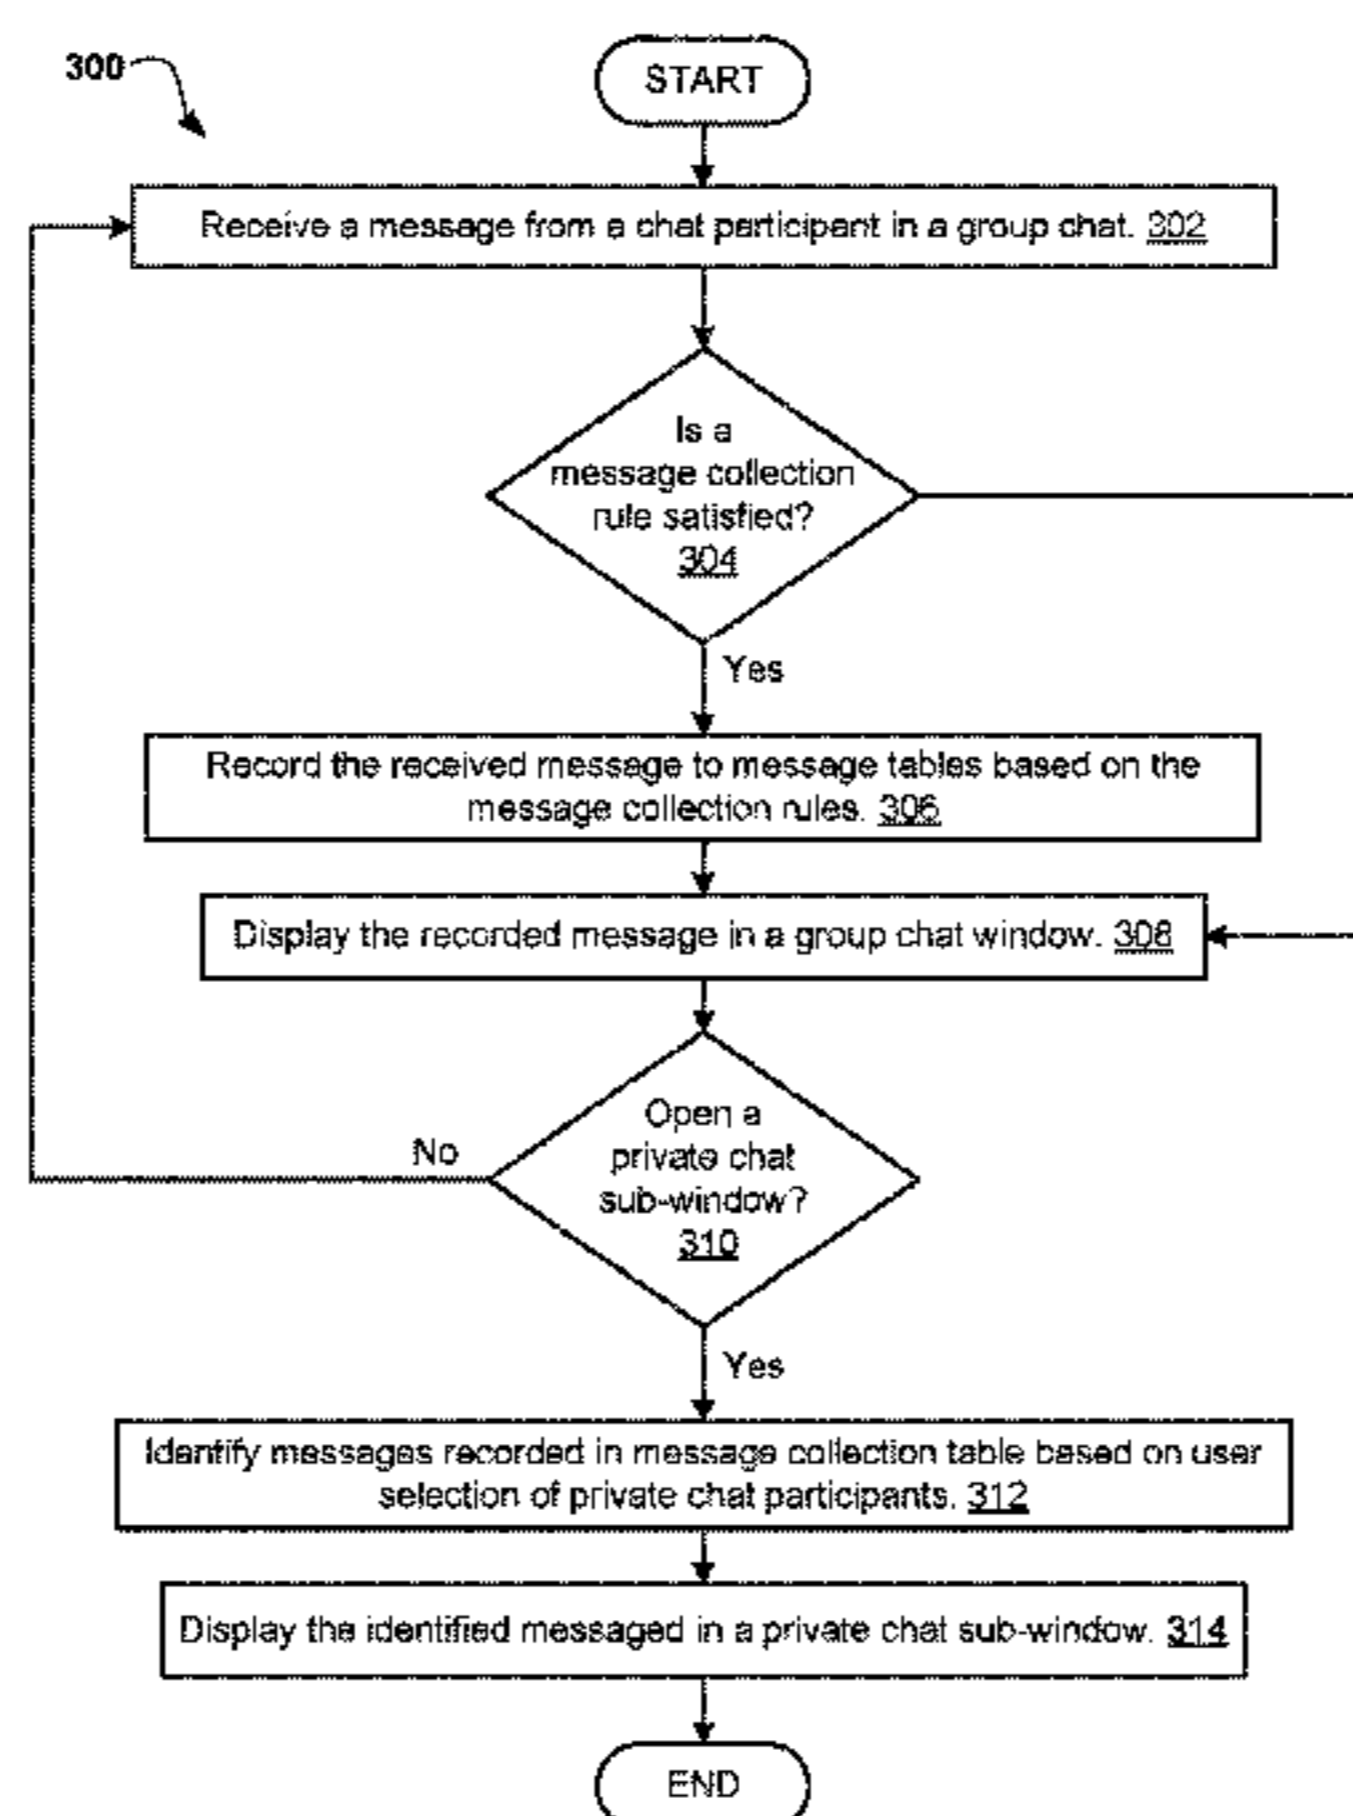 300
START
Receive a message from a chat participant in a group chat. 302
Is a
message collection
rule satisfied?
304
Yes
Record the received message to message tables based on the
message collection rules. 306
Display the recorded message in a group chat window. 308
Open a
private chat
sub-window?
310
No
Yes
Identify messages recorded in message collection table based on user
selection of private chat participants. 312
Display the identified messaged in a private chat sub-window. 314
END